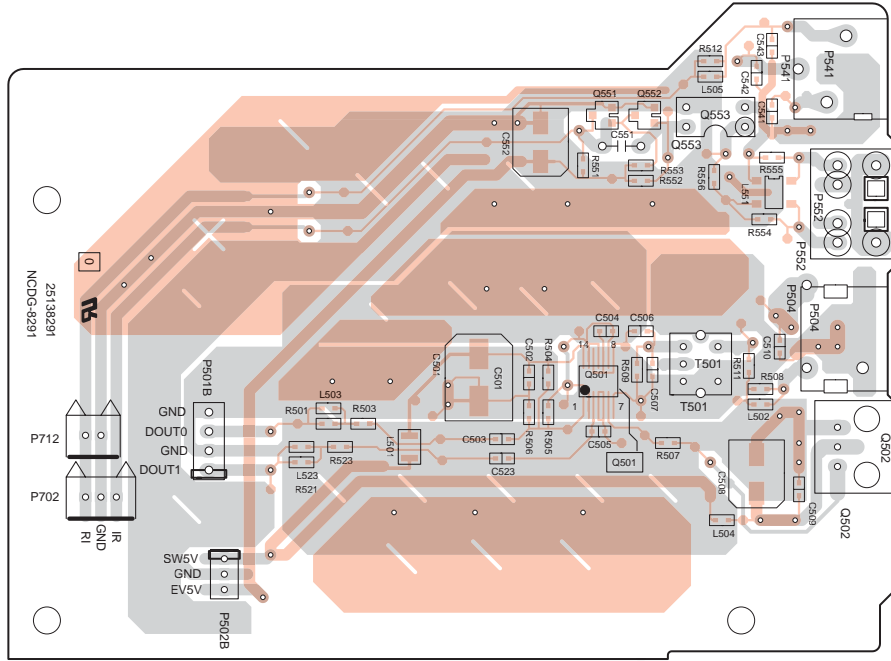 R512
L505
C543
P541
C542
C541
P541
Q551
Q552
Q553
Q553
C551
C552
R551
R553
R552
R556
R555
L551
R554
P552
P552
0
25138291
NCDG-8291
P504
P504
C504
C506
14
8
C510
R511
T501
T501
Q501
1
7
R509
C507
C502
R504
C501
C501
R508
L502
P501B
GND
DOUT0
GND
DOUT1
L503
R501
R503
L501
R523
L523
R521
C503
C523
R506
R505
C505
R507
Q501
C508
C509
L504
Q502
Q502
P712
P702
RI
GND
IR
SW5V
GND
EV5V
P502B